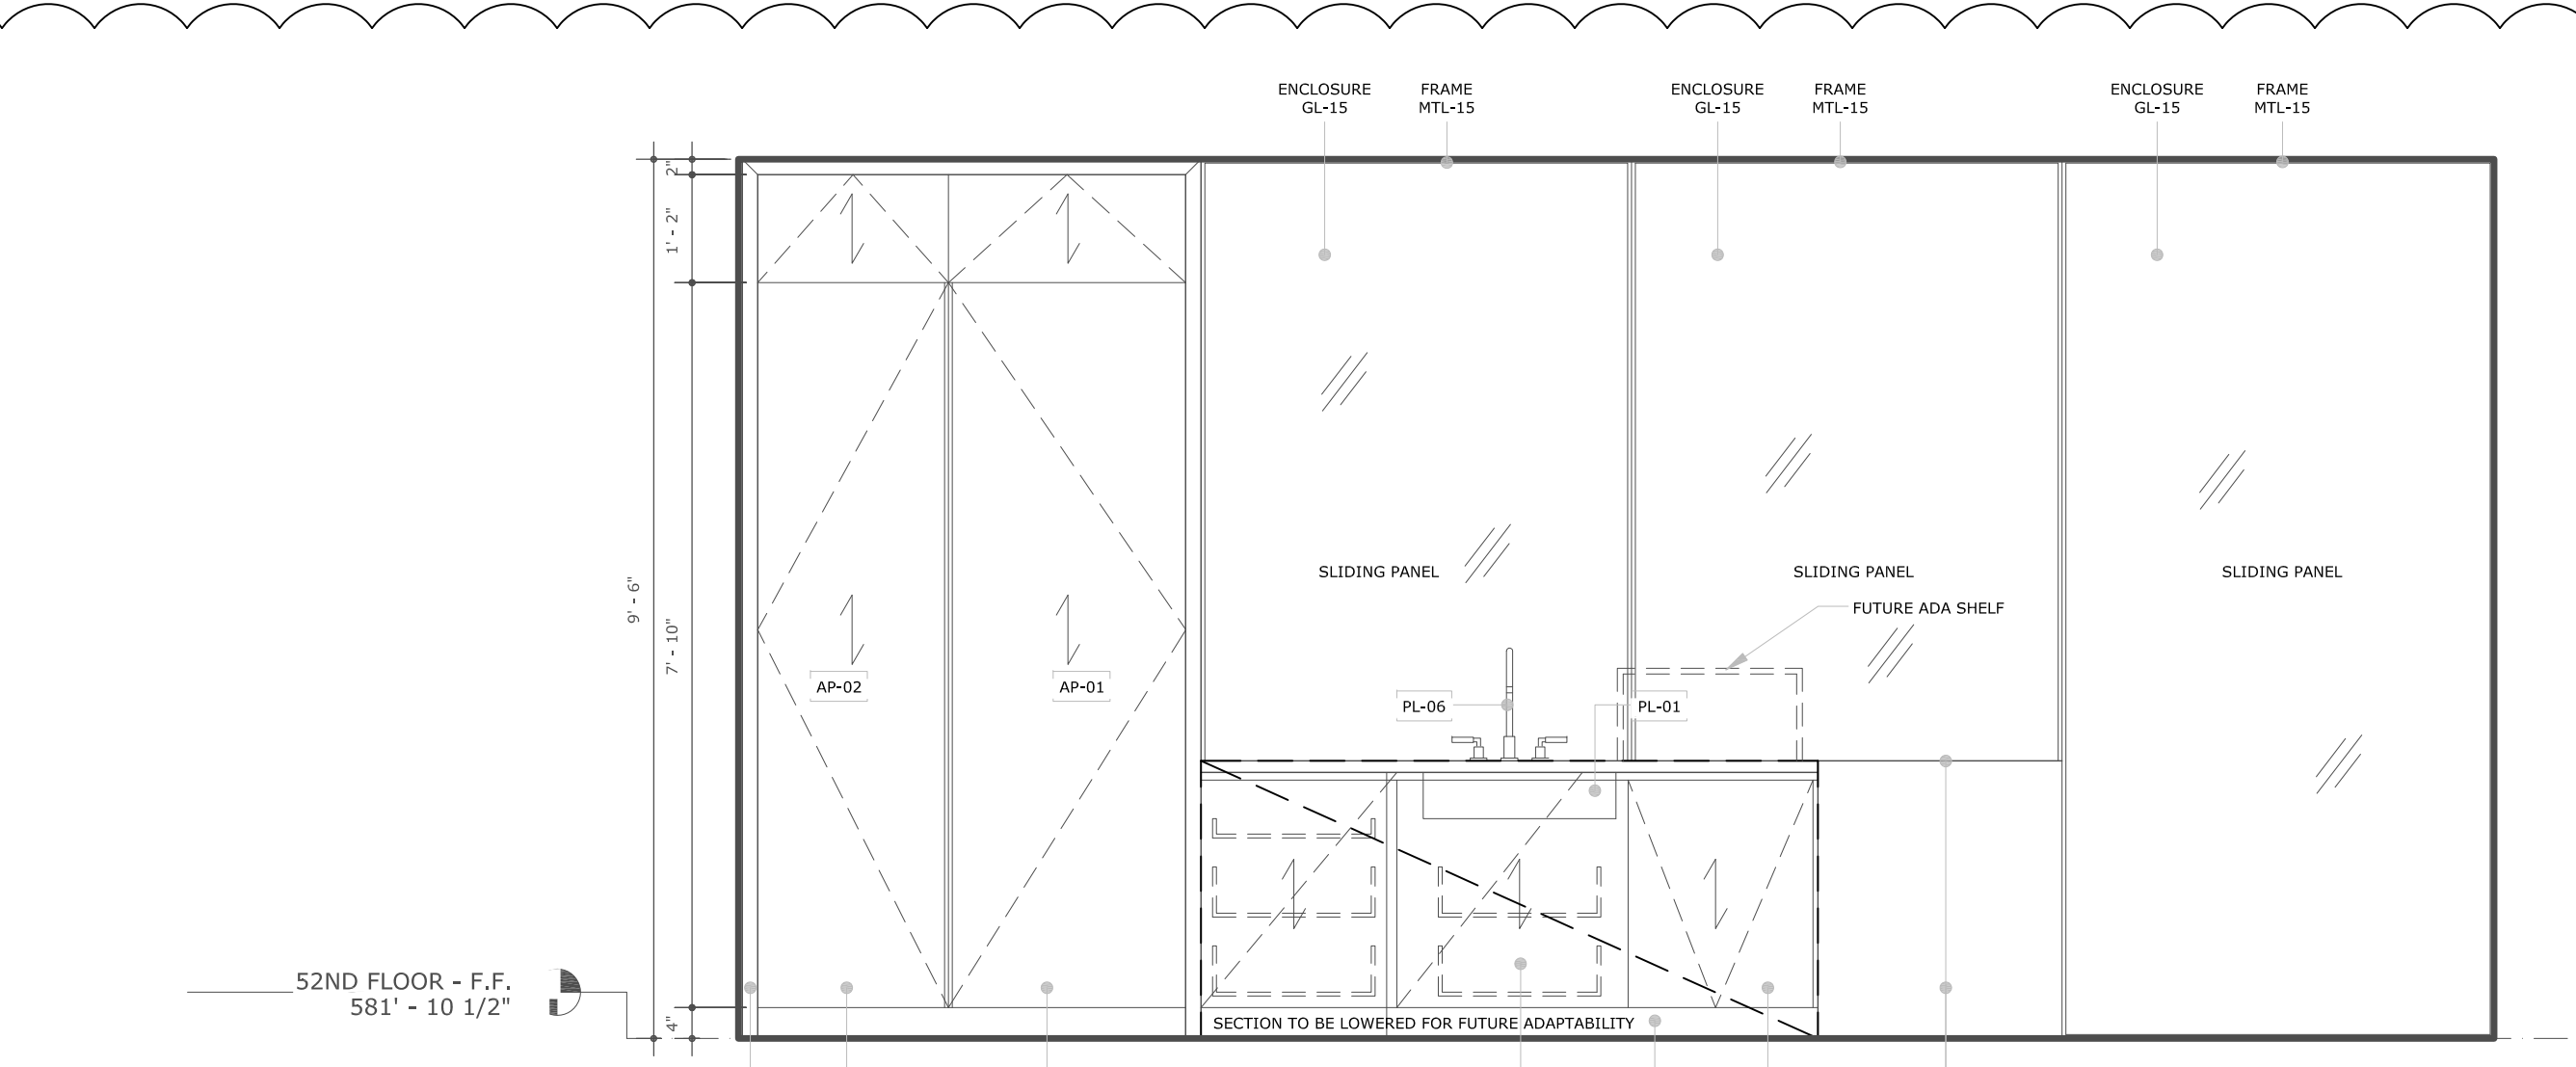 ENCLOSURE
GL-15
FRAME
MTL-15
ENCLOSURE
GL-15
FRAME
MTL-15
ENCLOSURE
GL-15
FRAME
MTL-15
2"
1' - 2"
9' - 6"
7' - 10"
4"
SLIDING PANEL
SLIDING PANEL
SLIDING PANEL
FUTURE ADA SHELF
AP-02
AP-01
PL-06
PL-01
52ND FLOOR - F.F.
581' - 10 1/2"
SECTION TO BE LOWERED FOR FUTURE ADAPTABILITY